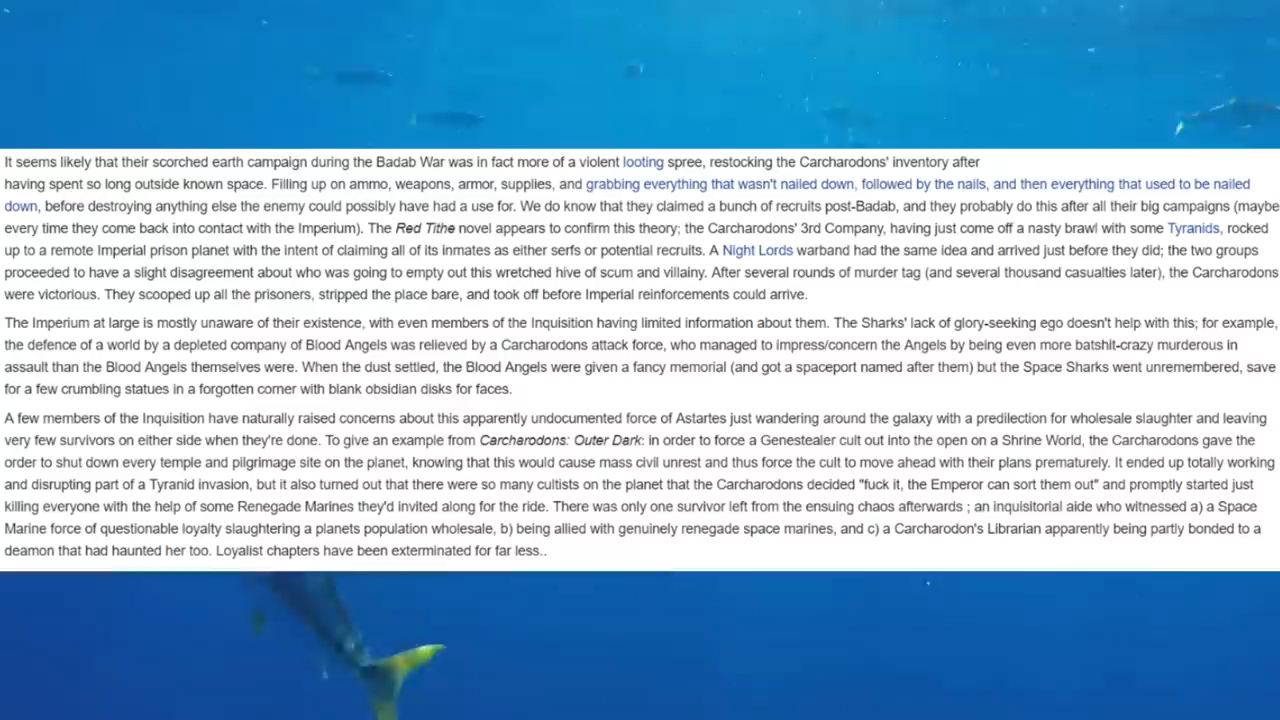 It seems likely that their scorched earth campaign during the Badab War was in fact more of a violent looting spree, restocking the Carcharodons' inventory after
having spent so long outside known space. Filling up on ammo, weapons, armor, supplies, and grabbing everything that wasn't nailed down, followed by the nails, and then everything that used to be nailed
down, before destroying anything else the enemy could possibly have had a use for. We do know that they claimed a bunch of recruits post-Badab, and they probably do this after all their big campaigns (maybe
every time they come back into contact with the Imperium). The Red Tithe novel appears to confirm this theory; the Carcharodons' 3rd Company, having just come off a nasty brawl with some Tyranids, rocked
up to a remote Imperial prison planet with the intent of claiming all of its inmates as either serfs or potential recruits. A Night Lords warband had the same idea and arrived just before they did; the two groups
proceeded to have a slight disagreement about who was going to empty out this wretched hive of scum and villainy. After several rounds of murder tag (and several thousand casualties later), the Carcharodons
were victorious. They scooped up all the prisoners, stripped the place bare, and took off before Imperial reinforcements could arrive.
The Imperium at large is mostly unaware of their existence, with even members of the Inquisition having limited information about them. The Sharks' lack of glory-seeking ego doesn't help with this; for example,
the defence of a world by a depleted company of Blood Angels was relieved by a Carcharodons attack force, who managed to impress/concern the Angels by being even more batshit-crazy murderous in
assault than the Blood Angels themselves were. When the dust settled, the Blood Angels were given a fancy memorial (and got a spaceport named after them) but the Space Sharks went unremembered, save
for a few crumbling statues in a forgotten corner with blank obsidian disks for faces.
A few members of the Inquisition have naturally raised concerns about this apparently undocumented force of Astartes just wandering around the galaxy with a predilection for wholesale slaughter and leaving
very few survivors on either side when they're done. To give an example from Carcharodons: Outer Dark: in order to force a Genestealer cult out into the open on a Shrine World, the Carcharodons gave the
order to shut down every temple and pilgrimage site on the planet, knowing that this would cause mass civil unrest and thus force the cult to move ahead with their plans prematurely. It ended up totally working
and disrupting part of a Tyranid invasion, but it also turned out that there were so many cultists on the planet that the Carcharodons decided "fuck it, the Emperor can sort them out" and promptly started just
killing everyone with the help of some Renegade Marines they'd invited along for the ride. There was only one survivor left from the ensuing chaos afterwards ; an inquisitorial aide who witnessed a) a Space
Marine force of questionable loyalty slaughtering a planets population wholesale, b) being allied with genuinely renegade space marines, and c) a Carcharodon's Librarian apparently being partly bonded to a
deamon that had haunted her too. Loyalist chapters have been exterminated for far less..